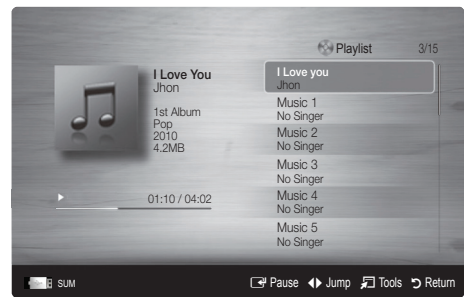 Playlist 3/15
I Love You
Jhon
1st Album
Pop
2010
4.2MB
01:10 / 04:02
I Love you
Jhon
Music 1
No Singer
Music 2
No Singer
Music 3
No Singer
Music 4
No Singer
Music 5
No Singer
SUM Pause Jump Tools Return